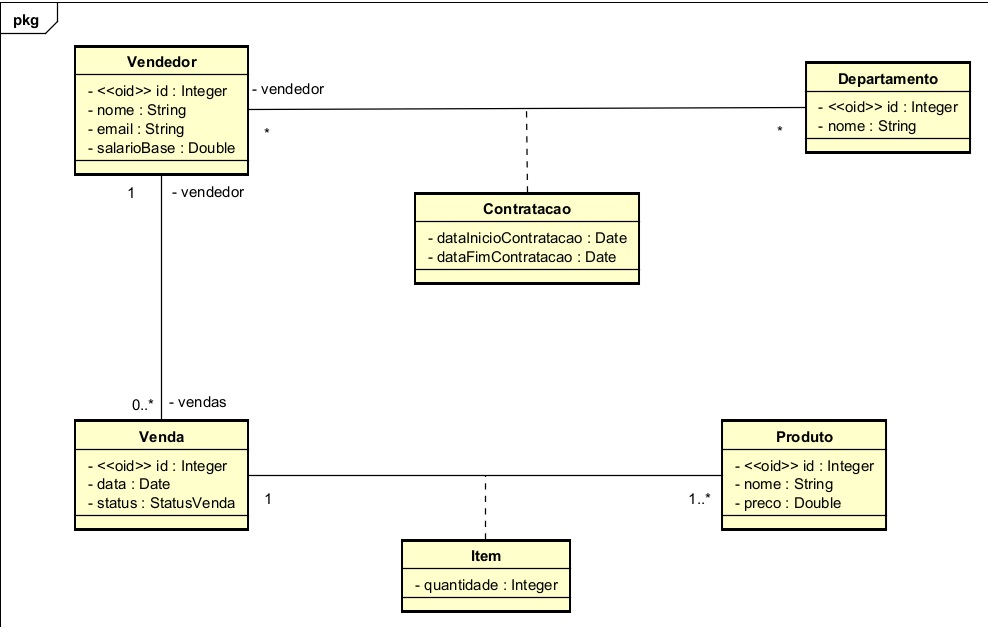 pkg
Vendedor
- <<oid>> id : Integer
- nome : String
- email : String
- salarioBase : Double
- vendedor
*
*
Departamento
- <<oid>> id : Integer
- nome : String
1
- vendedor
Contratacao
- dataInicioContratacao : Date
- dataFimContratacao : Date
0..*
- vendas
Venda
- <<oid>> id : Integer
- data : Date
- status : StatusVenda
1
1..*
Produto
- <<oid>> id : Integer
- nome : String
- preco : Double
Item
- quantidade : Integer